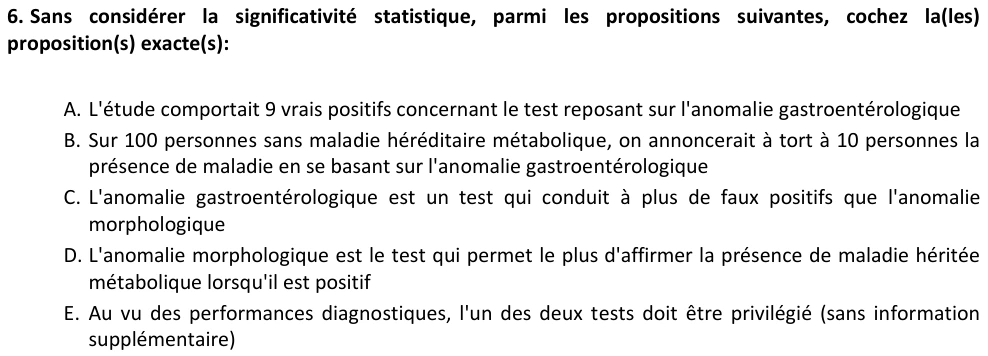 6. Sans considérer la significativité statistique, parmi les propositions suivantes, cochez la(les)
proposition(s) exacte(s):
A. L'étude comportait 9 vrais positifs concernant le test reposant sur l'anomalie gastroentérologique
B. Sur 100 personnes sans maladie héréditaire métabolique, on annoncerait à tort à 10 personnes la
présence de maladie en se basant sur l'anomalie gastroentérologique
C. L'anomalie gastroentérologique est un test qui conduit à plus de faux positifs que l'anomalie
morphologique
D. L'anomalie morphologique est le test qui permet le plus d'affirmer la présence de maladie héritée
métabolique lorsqu'il est positif
E. Au vu des performances diagnostiques, l'un des deux tests doit être privilégié (sans information
supplémentaire)